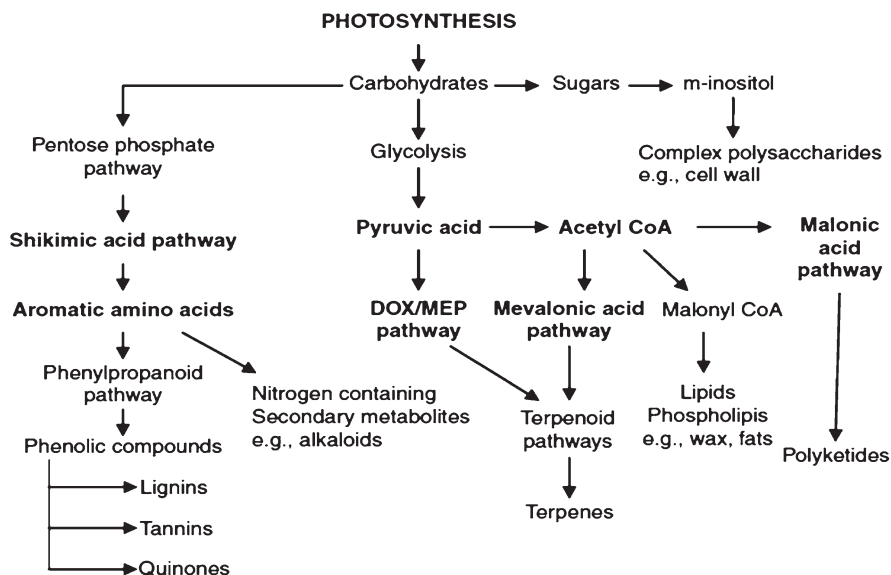 PHOTOSYNTHESIS
Carbohydrates
Sugars
m-inositol
Pentose phosphate
pathway
Glycolysis
Complex polysaccharides
e.g., cell wall
Shikimic acid pathway
Pyruvic acid
Acetyl CoA
Malonic
acid
pathway
Aromatic amino acids
DOX/MEP
pathway
Mevalonic acid
pathway
Malonyl CoA
Phenylpropanoid
pathway
Nitrogen containing
Secondary metabolites
e.g., alkaloids
Terpenoid
pathways
Lipids
Phospholipis
e.g., wax, fats
Polyketides
Phenolic compounds
Lignins
Terpenes
Tannins
Quinones